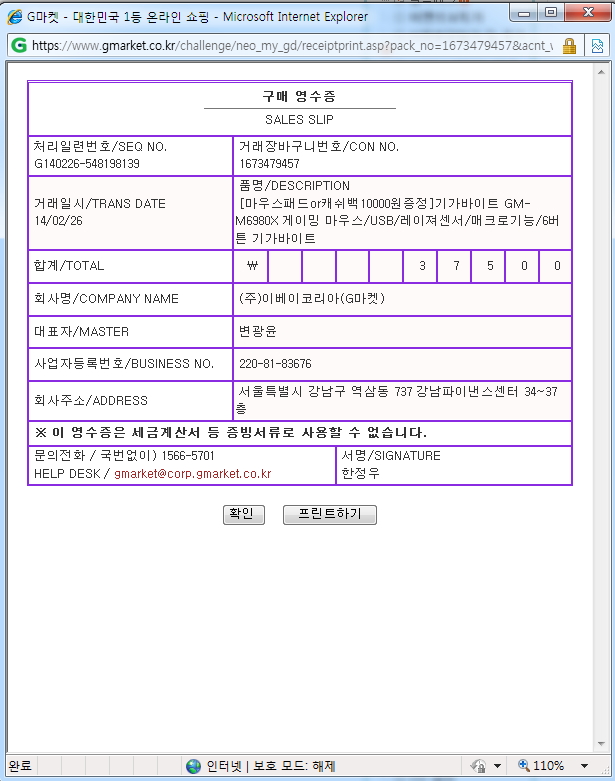 G마켓 - 대한민국 1등 온라인 쇼핑 - Microsoft Internet Explorer
https://www.gmarket.co.kr/challenge/neo_my_gd/receiptprint.asp?pack_no=1673479457&acnt_v
구매 영수증
SALES SLIP
처리일련번호/SEQ NO.
G140226-548198139
거래장바구니번호/CON NO.
1673479457
거래일시/TRANS DATE
14/02/26
품명/DESCRIPTION
[마우스패드or캐쉬백10000원증정]기가바이트 GM-
M6980X 게이밍 마우스/USB/레이져센서/매크로기능/6버
튼 기가바이트
합계/TOTAL
₩ 3 7 5 0 0
회사명/COMPANY NAME
(주)이베이코리아(G마켓)
대표자/MASTER
변광윤
사업자등록번호/BUSINESS NO.
220-81-83676
회사주소/ADDRESS
서울특별시 강남구 역삼동 737 강남파이낸스센터 34~37
층
※ 이 영수증은 세금계산서 등 증빙서류로 사용할 수 없습니다.
문의전화 / 국번없이) 1566-5701
HELP DESK / gmarket@corp.gmarket.co.kr
서명/SIGNATURE
한정우
확인
프린트하기
완료
인터넷 | 보호 모드: 해제
110%